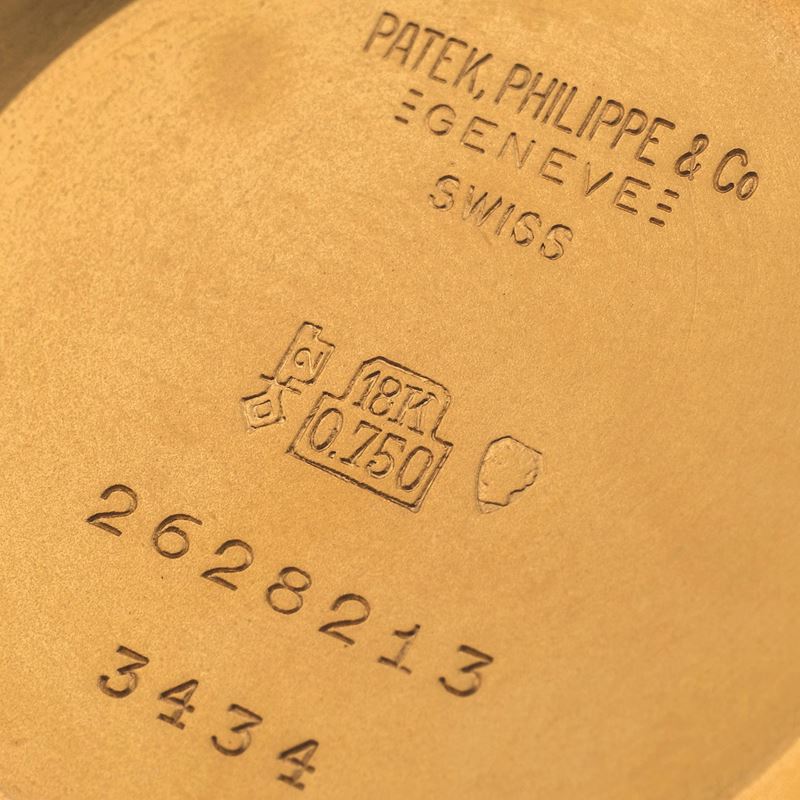 PATEK, PHILIPPE & Co
GENEVE
SWISS
2
18K
0.750
2628213
3434